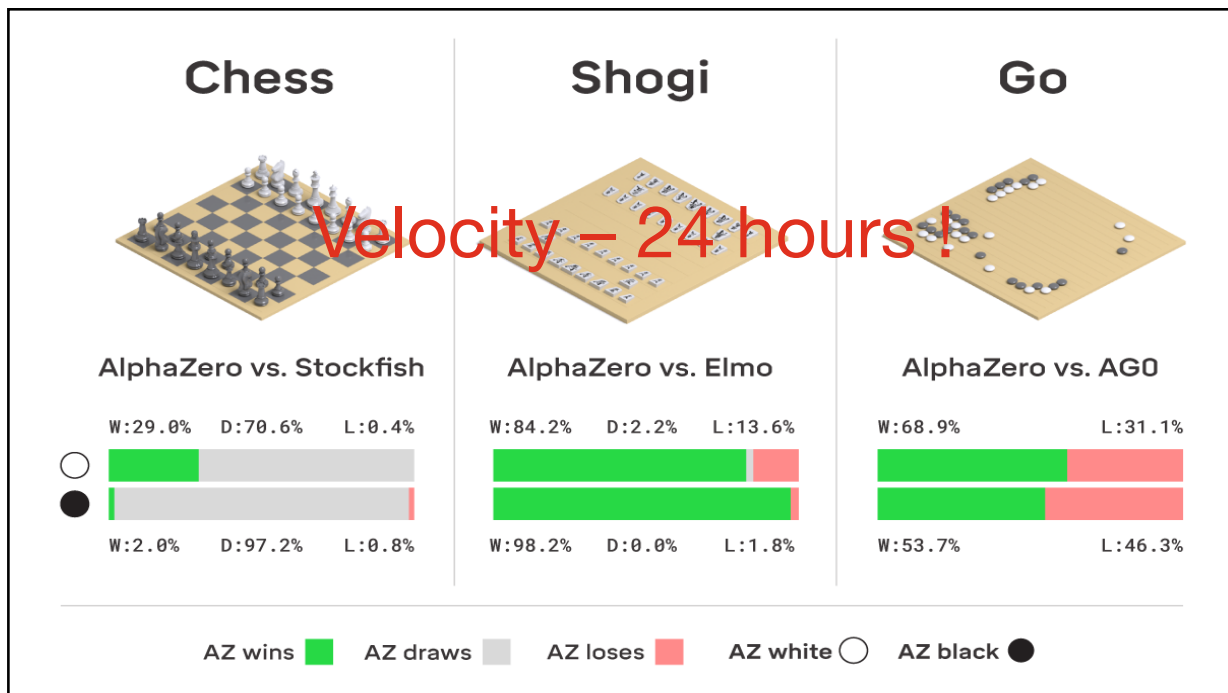 Chess
Shogi
Go
Velocity – 24 hours !
AlphaZero vs. Stockfish
AlphaZero vs. Elmo
AlphaZero vs. AG0
W:29.0% D:70.6% L:0.4%
W:84.2% D:2.2% L:13.6%
W:68.9% L:31.1%
W:2.0% D:97.2% L:0.8%
W:98.2% D:0.0% L:1.8%
W:53.7% L:46.3%
AZ wins AZ draws AZ loses AZ white AZ black